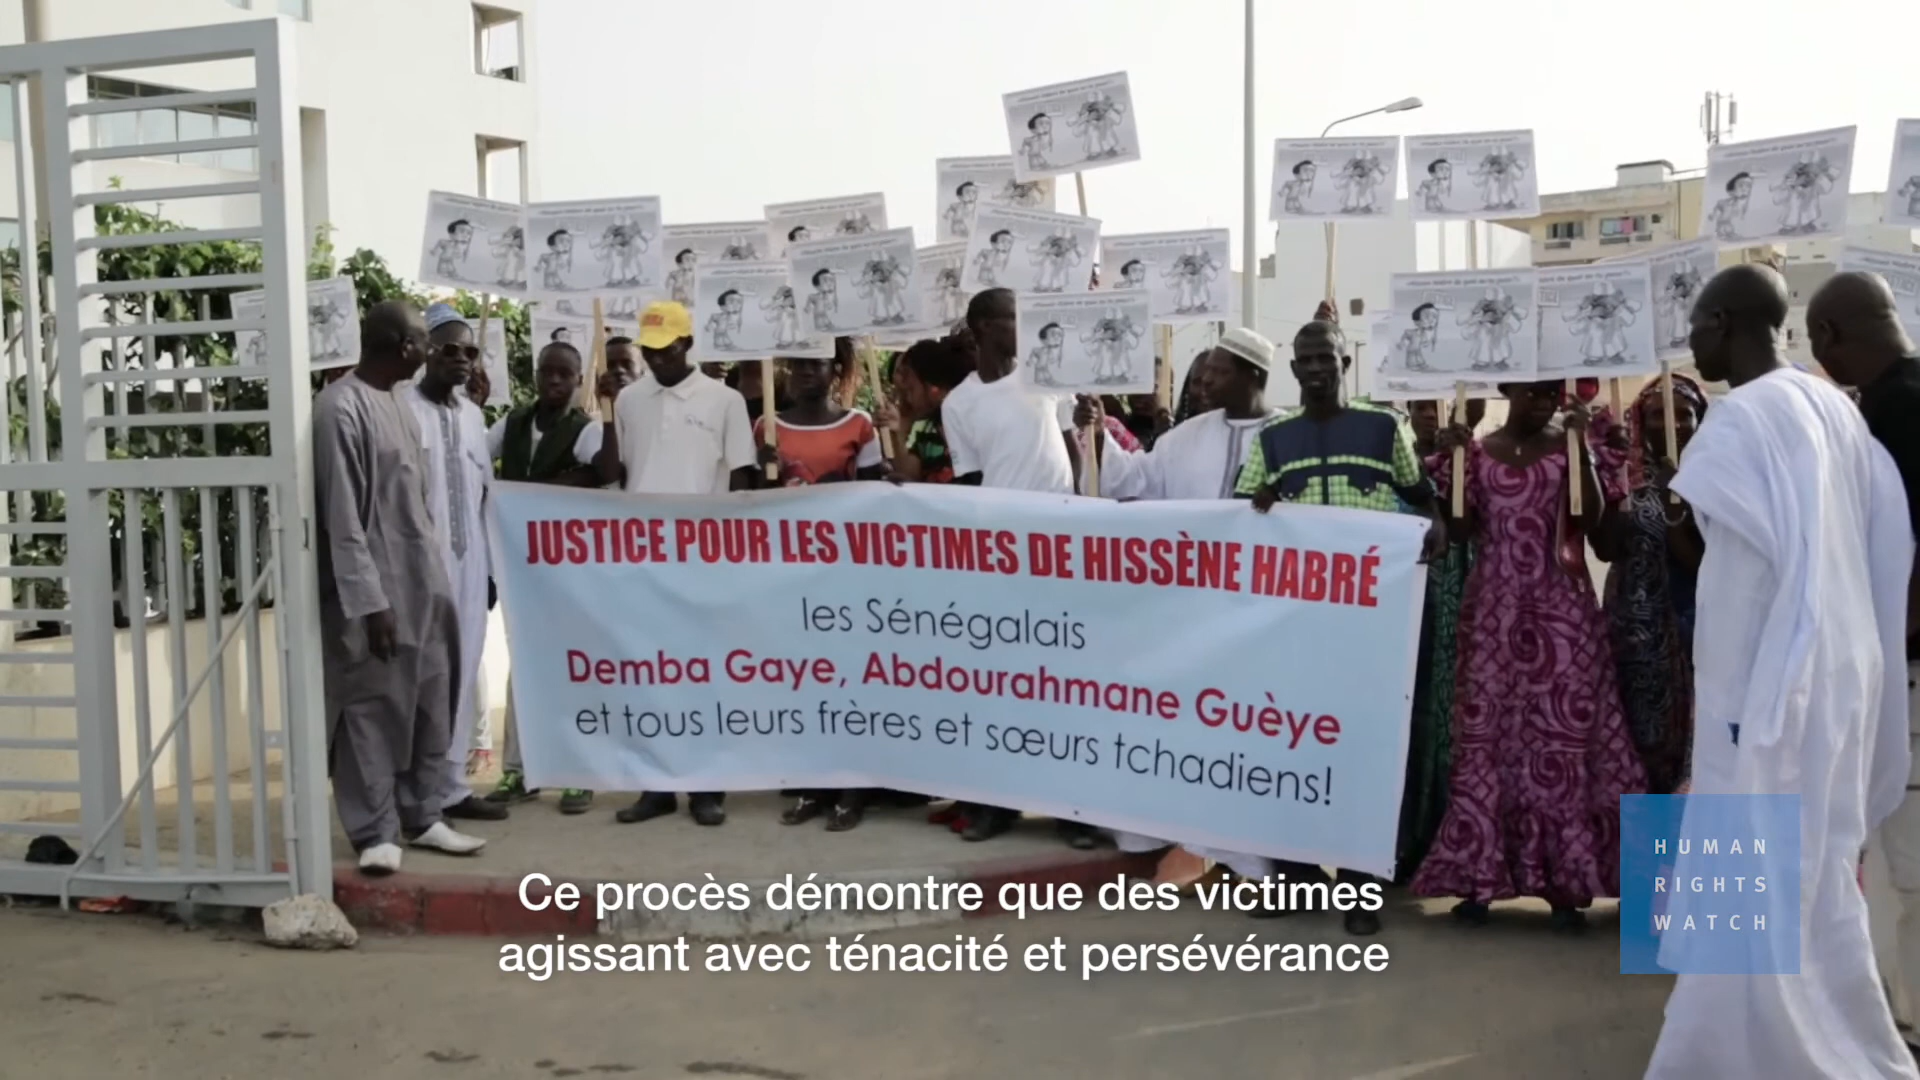 JUSTICE POUR LES VICTIMES DE HISSÈNE HABRÉ
les Sénégalais
Demba Gaye, Abdourahmane Guèye
et tous leurs frères et sœurs tchadiens!
HUMAN
RIGHTS
WATCH
Ce procès démontre que des victimes
agissant avec ténacité et persévérance